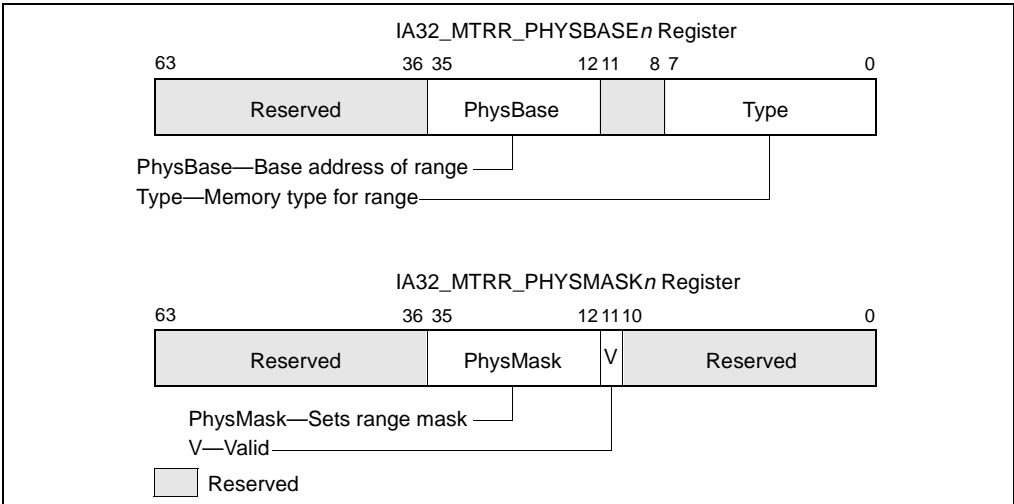 IA32_MTRR_PHYSBASEn Register
63 36 35 12 11 8 7 0
Reserved PhysBase Type
PhysBase—Base address of range
Type—Memory type for range
IA32_MTRR_PHYSMASKn Register
63 36 35 12 11 10 0
Reserved PhysMask V Reserved
PhysMask—Sets range mask
V—Valid
Reserved